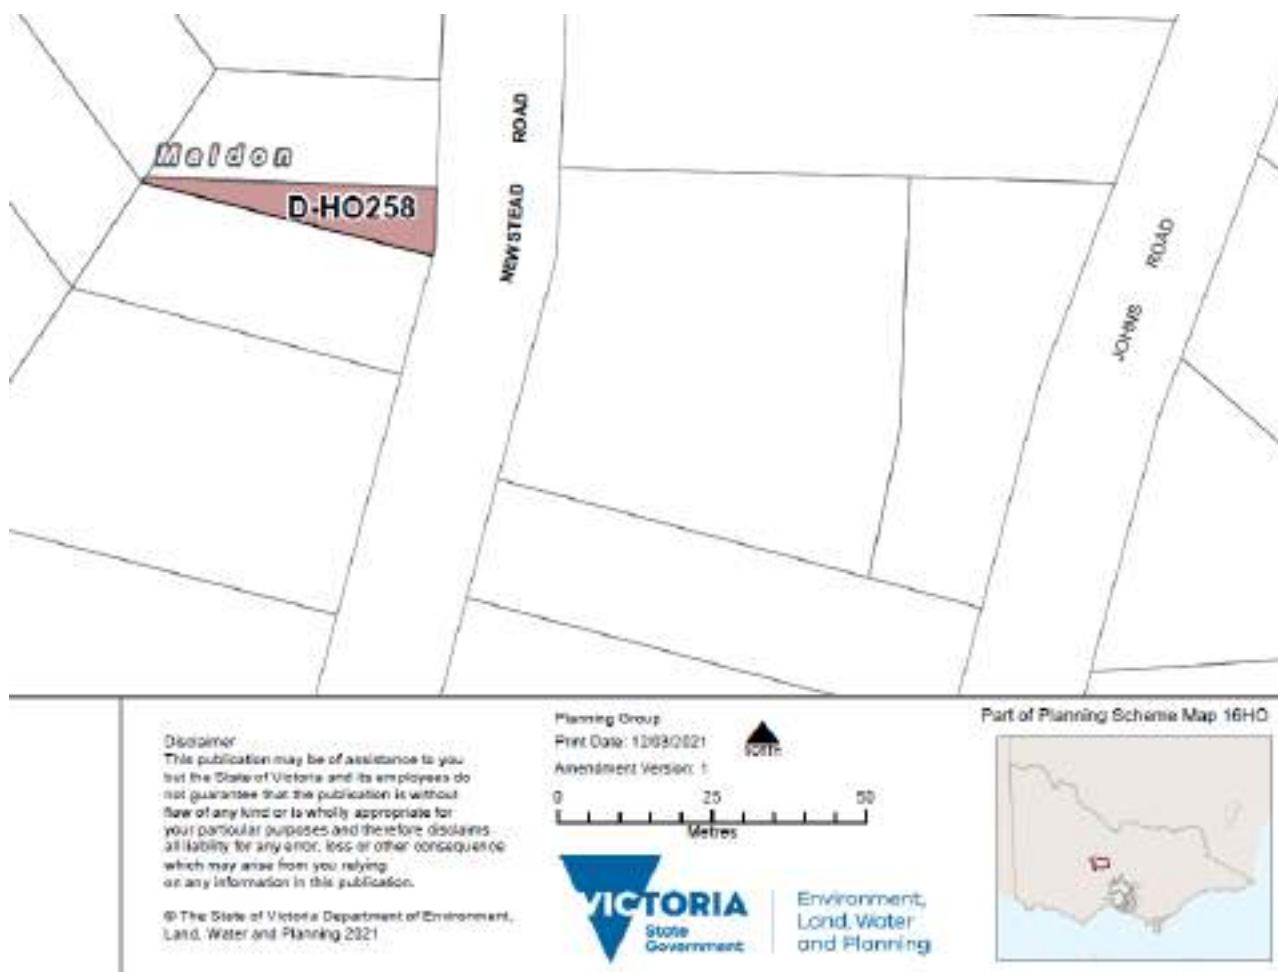 Maldon
D-HO258
NEWSTEAD ROAD
JOHNS ROAD
Disclaimer
This publication may be of assistance to you
but the State of Victoria and its employees do
not guarantee that the publication is without
flaw of any kind or is wholly appropriate for
your particular purposes and therefore disclaims
all liability for any error, loss or other consequence
which may arise from you relying
on any information in this publication.
© The State of Victoria Department of Environment,
Land, Water and Planning 2021
Planning Group
Print Date: 12/03/2021
Amendment Version: 1
NORTH
0 25 50
Metres
VICTORIA
State
Government
Environment,
Land, Water
and Planning
Part of Planning Scheme Map 16HO